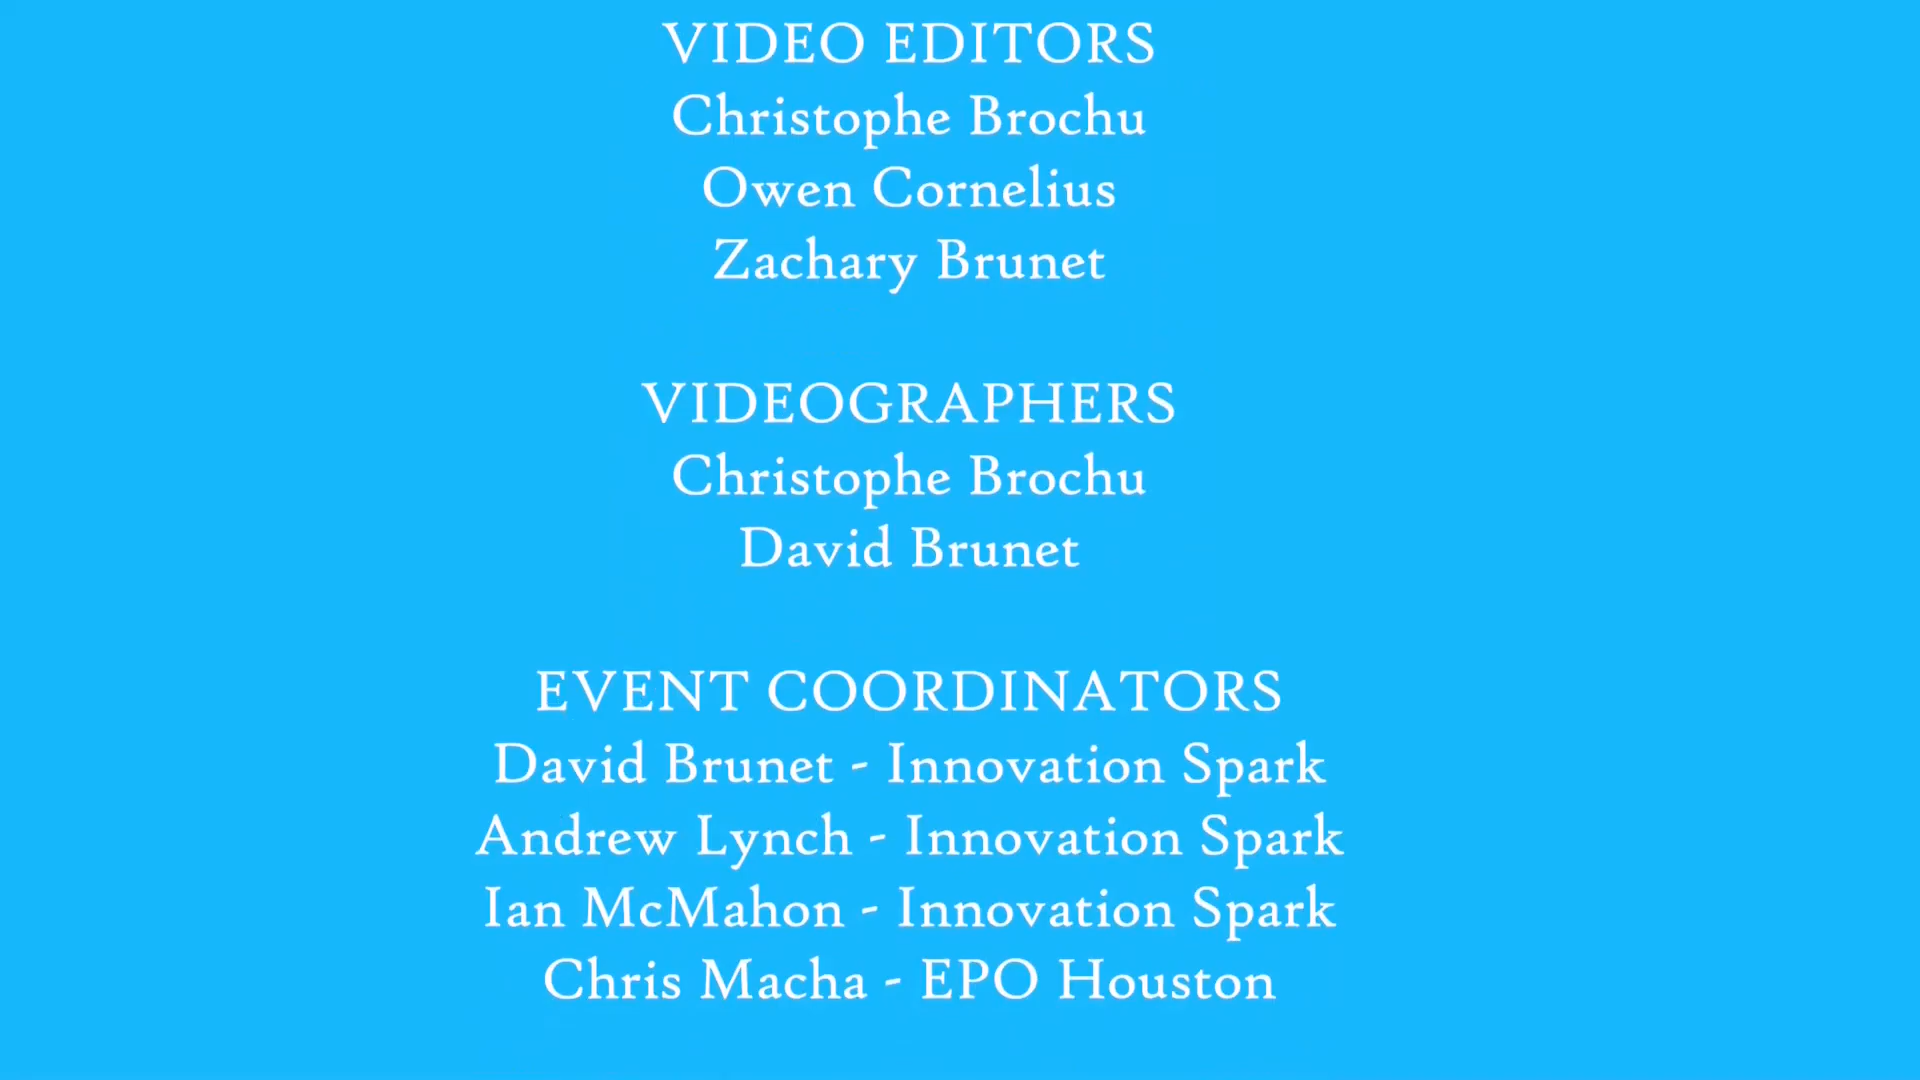 VIDEO EDITORS
Christophe Brochu
Owen Cornelius
Zachary Brunet
VIDEOGRAPHERS
Christophe Brochu
David Brunet
EVENT COORDINATORS
David Brunet - Innovation Spark
Andrew Lynch - Innovation Spark
Ian McMahon - Innovation Spark
Chris Macha - EPO Houston